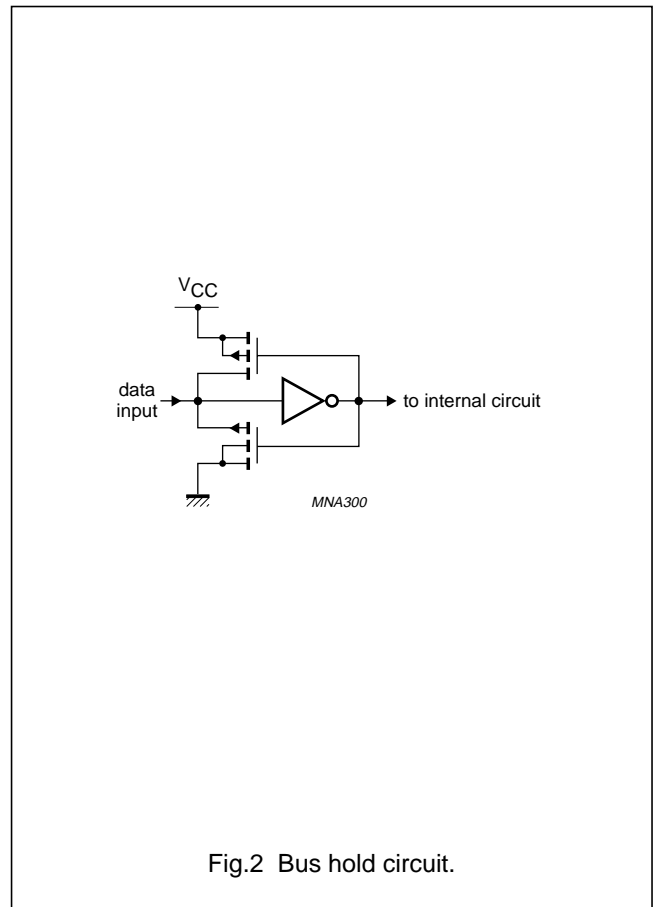 VCC
data
input
to internal circuit
MNA300
Fig.2 Bus hold circuit.